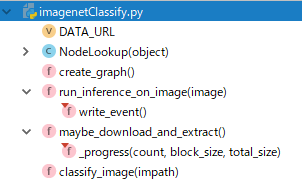 imagenetClassify.py
V DATA_URL
C NodeLookup(object)
f create_graph()
f run_inference_on_image(image)
f write_event()
f maybe_download_and_extract()
f _progress(count, block_size, total_size)
f classify_image(impath)